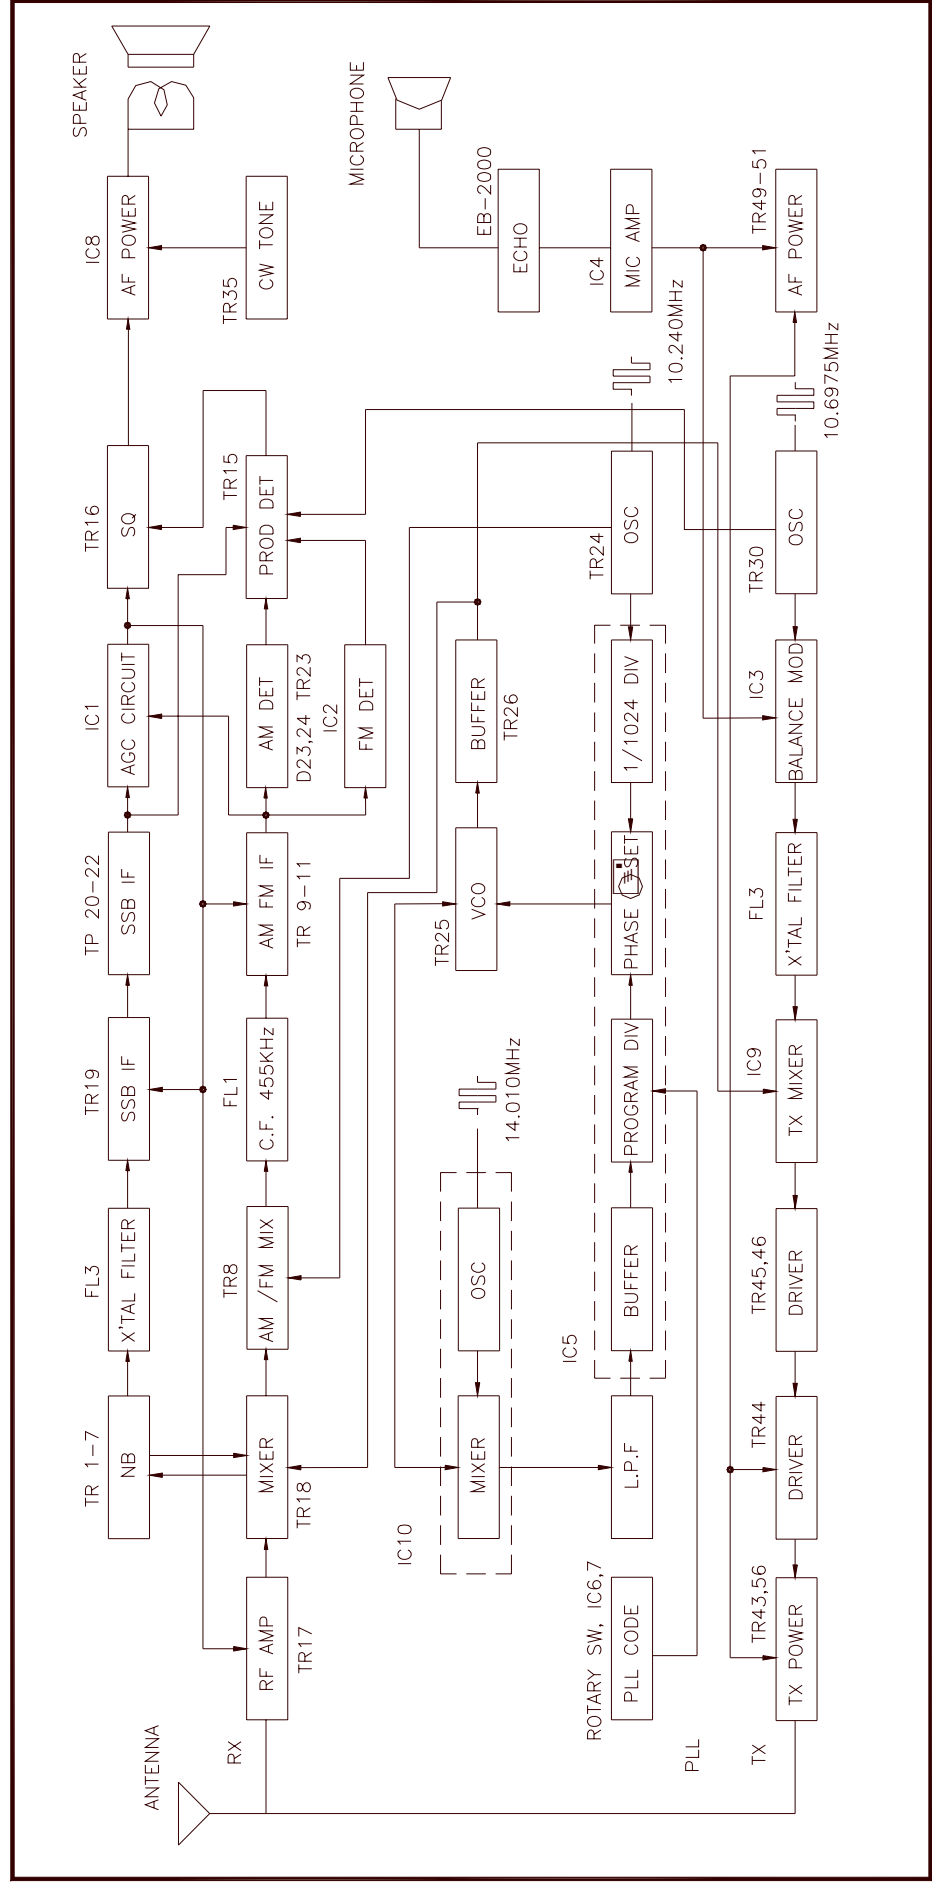 ANTENNA
RX
RF AMP
TR17
TR 1-7
NB
MIXER
TR18
FL3
X'TAL FILTER
TR8
AM /FM MIX
TR19
SSB IF
FL1
C.F. 455KHz
TP 20-22
SSB IF
AM FM IF
TR 9-11
IC1
AGC CIRCUIT
AM DET
D23,24 TR23
IC2
FM DET
TR16
SQ
TR15
PROD DET
IC8
AF POWER
TR35
CW TONE
SPEAKER
MICROPHONE
EB-2000
ECHO
IC4
MIC AMP
TR49-51
AF POWER
IC10
MIXER
OSC
14.010MHz
TR25
VCO
BUFFER
TR26
ROTARY SW, IC6,7
PLL CODE
PLL
L.P.F
IC5
BUFFER
PROGRAM DIV
PHASE
SET
1/1024 DIV
TR24
OSC
10.240MHz
TX
TR43,56
TX POWER
TR44
DRIVER
TR45,46
DRIVER
IC9
TX MIXER
FL3
X'TAL FILTER
IC3
BALANCE MOD
TR30
OSC
10.6975MHz